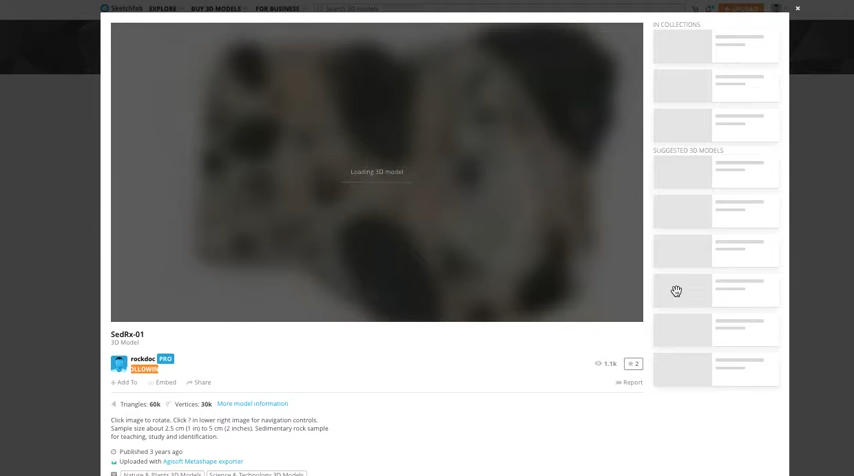 Sketchfab EXPLORE BUY 3D MODELS FOR BUSINESS Search 3D models UPLOAD
IN COLLECTIONS
Loading 3D model
SUGGESTED 3D MODELS
SedRx-01
3D Model
rockdoc PRO
OLLOWIN
1.1k 2
Add To Embed Share Report
Triangles: 60k Vertices: 30k More model information
Click image to rotate. Click ? in lower right image for navigation controls.
Sample size about 2.5 cm (1 in) to 5 cm (2 inches). Sedimentary rock sample
for teaching, study and identification.
Published 3 years ago
Uploaded with Agisoft Metashape exporter
Nature & Plants 3D Models Science & Technology 3D Models